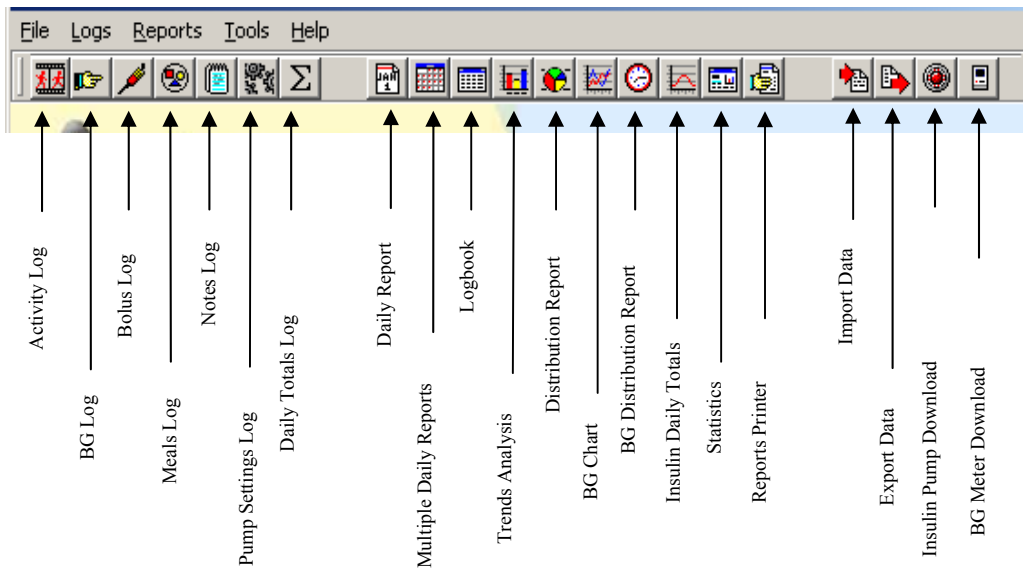 File Logs Reports Tools Help
JAN
1
Activity Log
BG Log
Bolus Log
Meals Log
Notes Log
Pump Settings Log
Daily Totals Log
Daily Report
Multiple Daily Reports
Logbook
Trends Analysis
Distribution Report
BG Chart
BG Distribution Report
Insulin Daily Totals
Statistics
Reports Printer
Import Data
Export Data
Insulin Pump Download
BG Meter Download